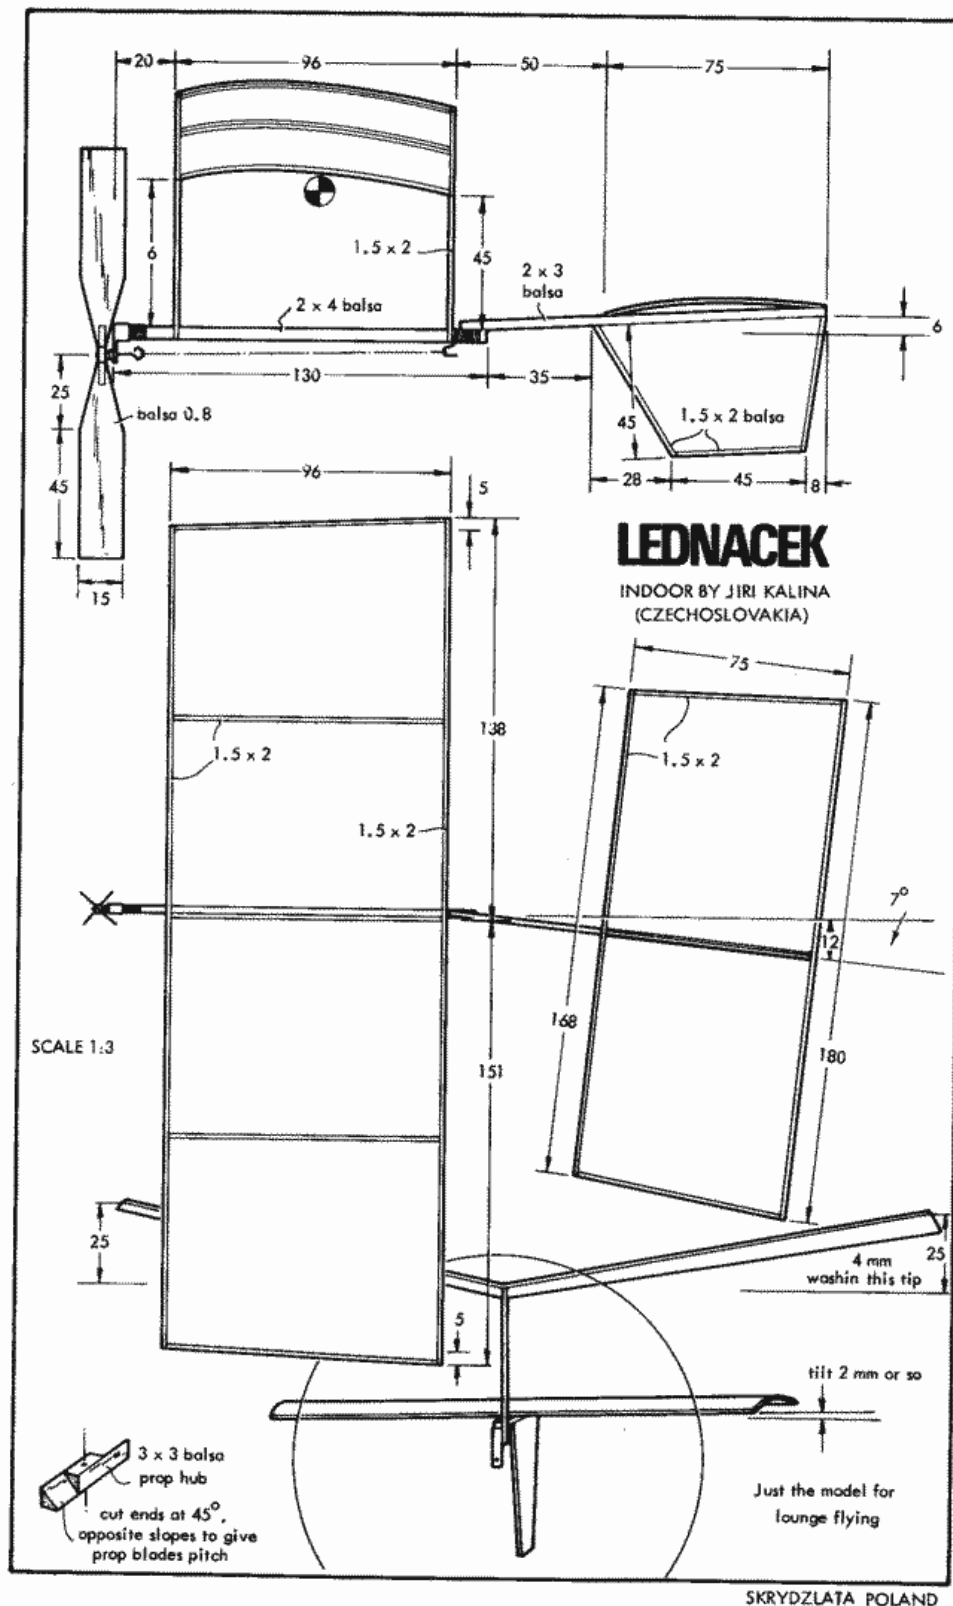 20
96
50
75
6
1.5 x 2
45
2 x 3
balsa
2 x 4 balsa
6
130
35
25
balsa 0.8
45
1.5 x 2 balsa
45
96
5
28
45
8
15
LEDNACEK
INDOOR BY JIRI KALINA
(CZECHOSLOVAKIA)
75
138
1.5 x 2
1.5 x 2
1.5 x 2
7°
12
168
SCALE 1:3
151
180
25
4 mm
washin this tip
25
5
tilt 2 mm or so
3 x 3 balsa
prop hub
cut ends at 45°,
opposite slopes to give
prop blades pitch
Just the model for
lounge flying
SKRYDZLATA POLAND